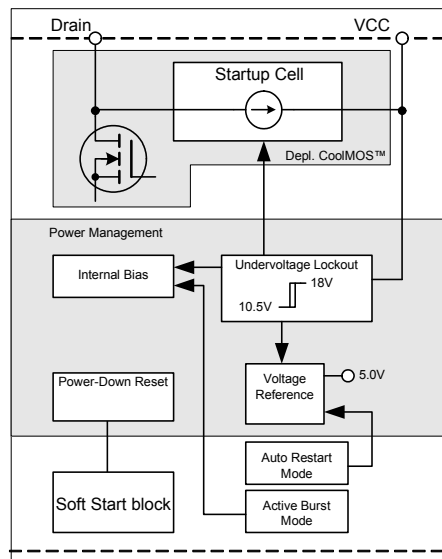 Drain
VCC
Startup Cell
Depl. CoolMOS™
Power Management
Internal Bias
Undervoltage Lockout
18V
10.5V
Power-Down Reset
Voltage
Reference
5.0V
Auto Restart
Mode
Soft Start block
Active Burst
Mode